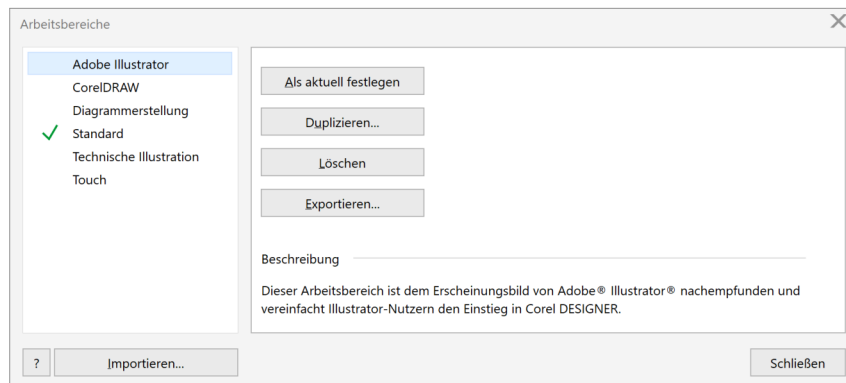 Arbeitsbereiche
Adobe Illustrator
CorelDRAW
Diagrammerstellung
Standard
Technische Illustration
Touch
Als aktuell festlegen
Duplizieren...
Löschen
Exportieren...
Beschreibung
Dieser Arbeitsbereich ist dem Erscheinungsbild von Adobe® Illustrator® nachempfunden und
vereinfacht Illustrator-Nutzern den Einstieg in Corel DESIGNER.
?
Importieren...
Schließen